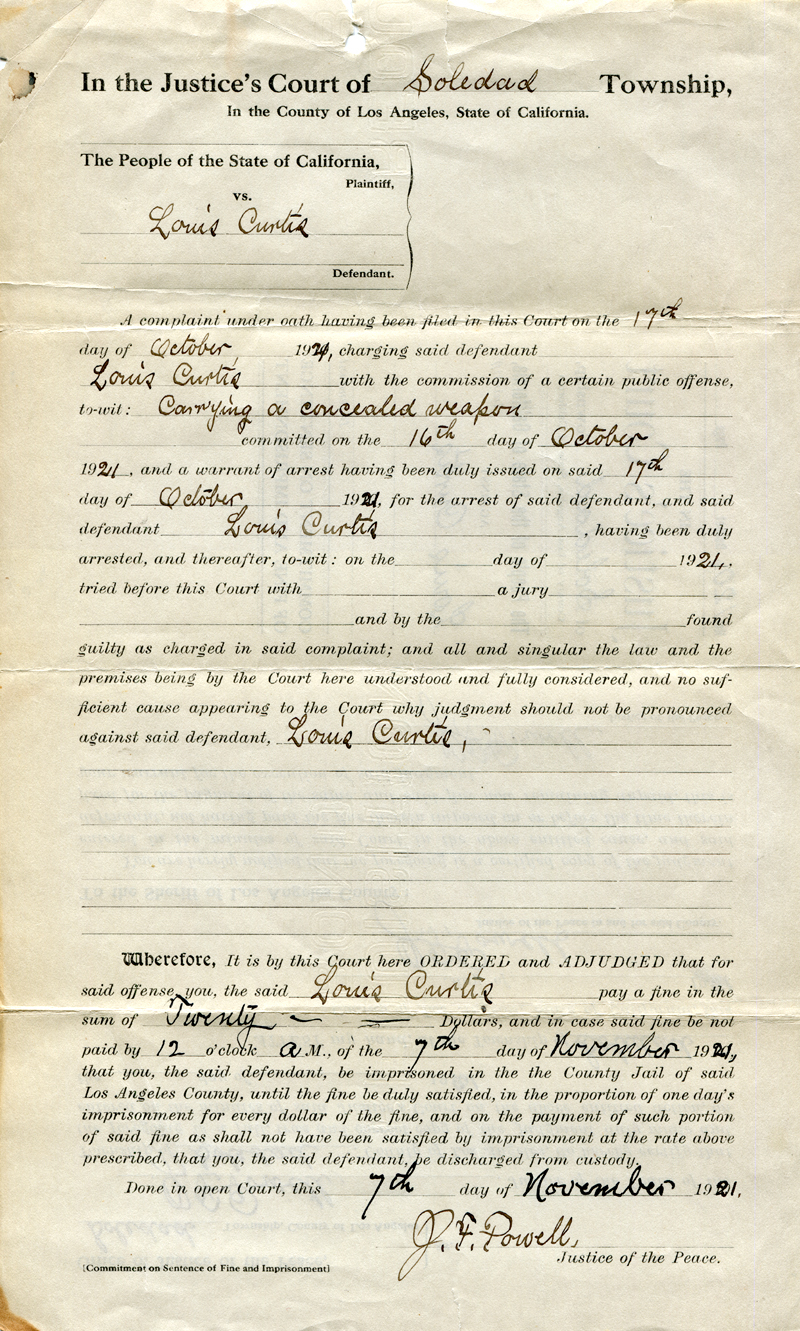 In the Justice's Court of Soledad Township,
In the County of Los Angeles, State of California.
The People of the State of California,
Plaintiff,
vs.
Louis Curtis
Defendant.
A complaint under oath having been filed in this Court on the 17th
day of October 1921, charging said defendant
Louis Curtis with the commission of a certain public offense,
to-wit: Carrying a concealed weapon
committed on the 16th day of October
1921, and a warrant of arrest having been duly issued on said 17th
day of October 1921, for the arrest of said defendant, and said
defendant Louis Curtis, having been duly
arrested, and thereafter, to-wit: on the day of 1921,
tried before this Court with a jury
and by the found
guilty as charged in said complaint; and all and singular the law and the
premises being by the Court here understood and fully considered, and no suf-
ficient cause appearing to the Court why judgment should not be pronounced
against said defendant, Louis Curtis,
Wherefore, It is by this Court here ORDERED and ADJUDGED that for
said offense you, the said Louis Curtis pay a fine in the
sum of Twenty Dollars, and in case said fine be not
paid by 12 o'clock a M., of the 7th day of November 1921,
that you, the said defendant, be imprisoned in the the County Jail of said
Los Angeles County, until the fine be duly satisfied, in the proportion of one day's
imprisonment for every dollar of the fine, and on the payment of such portion
of said fine as shall not have been satisfied by imprisonment at the rate above
prescribed, that you, the said defendant, be discharged from custody.
Done in open Court, this 7th day of November 1921,
J. F. Powell,
Justice of the Peace.
[Commitment on Sentence of Fine and Imprisonment]